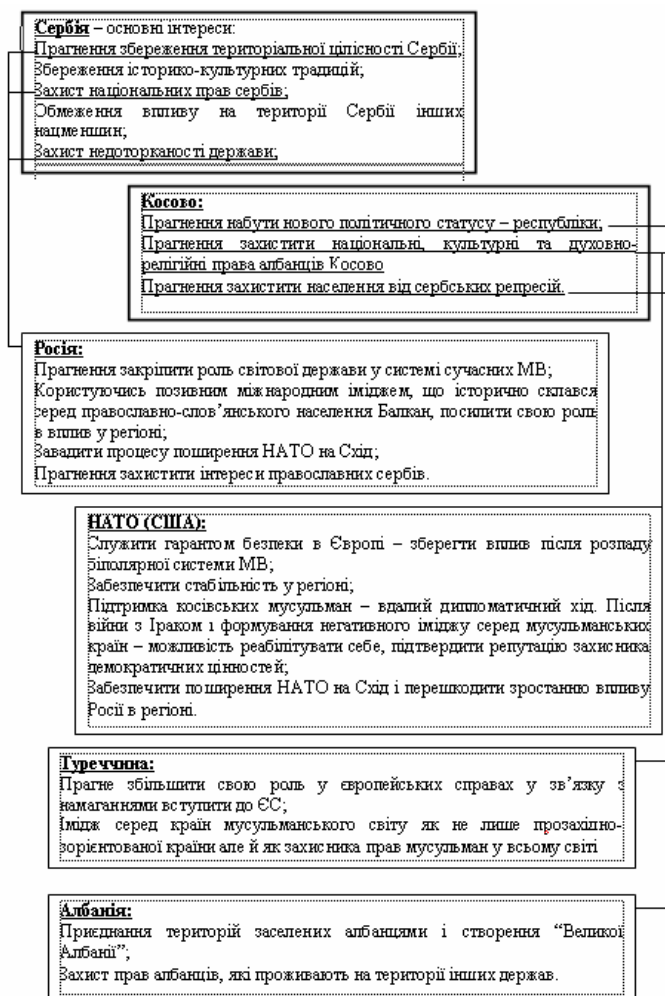 Сербія – основні інтереси:
Прагнення збереження територіальної цілісності Сербії;
Збереження історико-культурних традицій;
Захист національних прав сербів;
Обмеження впливу на території Сербії інших
нацменшин;
Захист недоторканості держави;
Косово:
Прагнення набути нового політичного статусу – республіки;
Прагнення захистити національні, культурні та духовно-
релігійні права албанців Косово
Прагнення захистити населення від сербських репресій.
Росія:
Прагнення закріпити роль світової держави у системі сучасних МВ;
Користуючись позивним міжнародним іміджем, що історично склався
серед православно-слов’янського населення Балкан, посилити свою роль
в вплив у регіоні;
Завадити процесу поширення НАТО на Схід;
Прагнення захистити інтереси православних сербів.
НАТО (США):
Служити гарантом безпеки в Європі – зберегти вплив після розпаду
біполярної системи МВ;
Забезпечити стабільність у регіоні;
Підтримка косівських мусульман – вдалий дипломатичний хід. Після
війни з Іраком і формування негативного іміджу серед мусульманських
країн – можливість реабілітувати себе, підтвердити репутацію захисника
демократичних цінностей;
Забезпечити поширення НАТО на Схід і перешкодити зростанню впливу
Росії в регіоні.
Туреччина:
Прагне збільшити свою роль у європейських справах у зв’язку з
намаганнями вступити до ЄС;
Імідж серед країн мусульманського світу як не лише прозахідно-
зорієнтованої країни але й як захисника прав мусульман у всьому світі
Албанія:
Приєднання територій заселених албанцями і створення “Великої
Албанії”;
Захист прав албанців, які проживають на території інших держав.